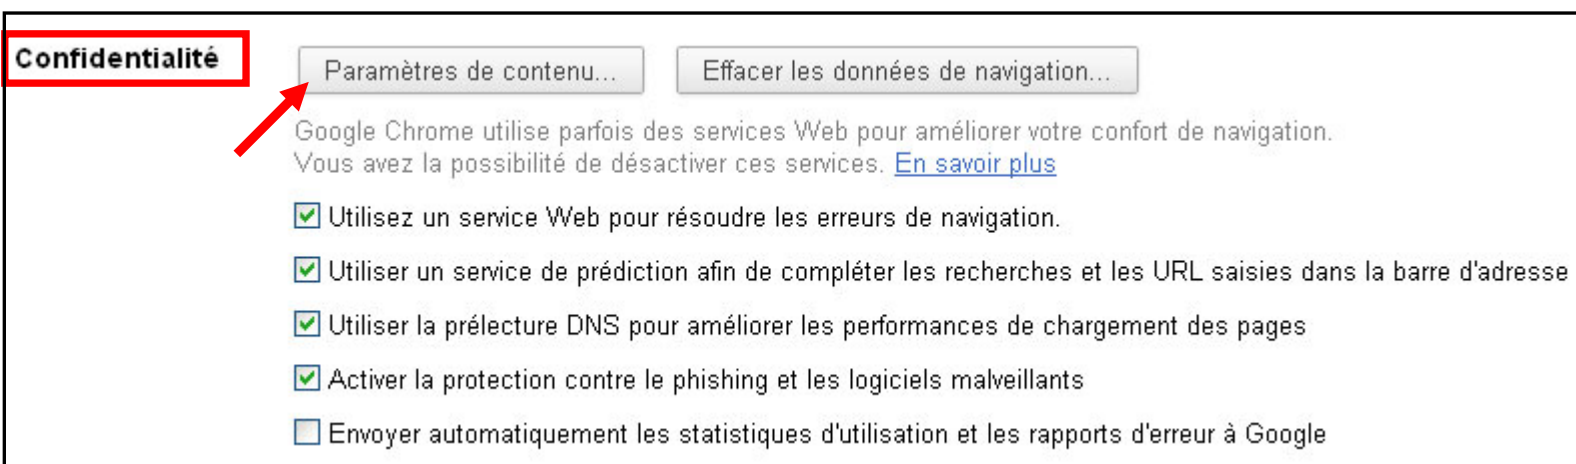 Confidentialité
Paramètres de contenu... Effacer les données de navigation...
Google Chrome utilise parfois des services Web pour améliorer votre confort de navigation.
Vous avez la possibilité de désactiver ces services. En savoir plus
Utilisez un service Web pour résoudre les erreurs de navigation.
Utiliser un service de prédiction afin de compléter les recherches et les URL saisies dans la barre d'adresse
Utiliser la prélecture DNS pour améliorer les performances de chargement des pages
Activer la protection contre le phishing et les logiciels malveillants
Envoyer automatiquement les statistiques d'utilisation et les rapports d'erreur à Google